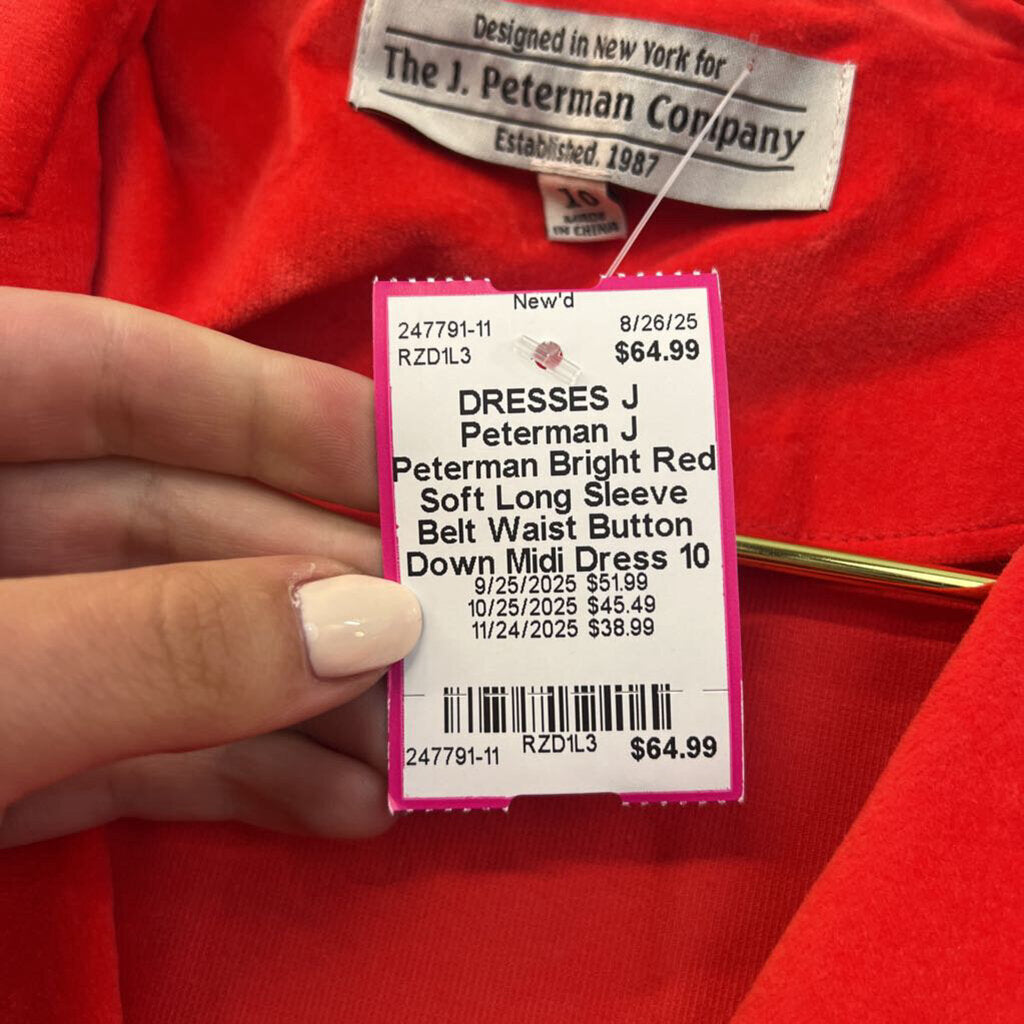 Designed in New York for
The J. Peterman Company
Established, 1987
10
MADE
IN CHINA
New'd
247791-11 8/26/25
RZD1L3 $64.99
DRESSES J
Peterman J
Peterman Bright Red
Soft Long Sleeve
Belt Waist Button
Down Midi Dress 10
9/25/2025 $51.99
10/25/2025 $45.49
11/24/2025 $38.99
247791-11 RZD1L3 $64.99